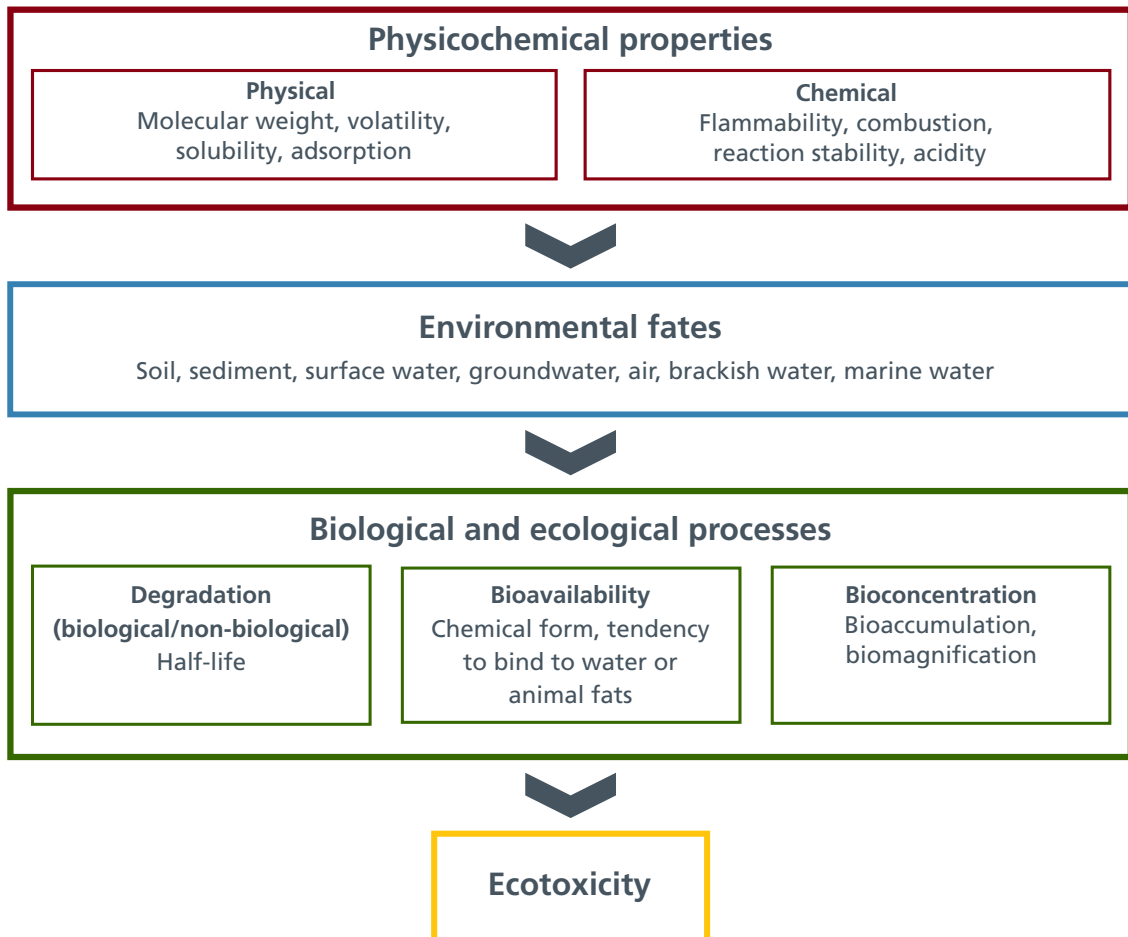 Physicochemical properties
Physical
Molecular weight, volatility,
solubility, adsorption
Chemical
Flammability, combustion,
reaction stability, acidity
Environmental fates
Soil, sediment, surface water, groundwater, air, brackish water, marine water
Biological and ecological processes
Degradation
(biological/non-biological)
Half-life
Bioavailability
Chemical form, tendency
to bind to water or
animal fats
Bioconcentration
Bioaccumulation,
biomagnification
Ecotoxicity